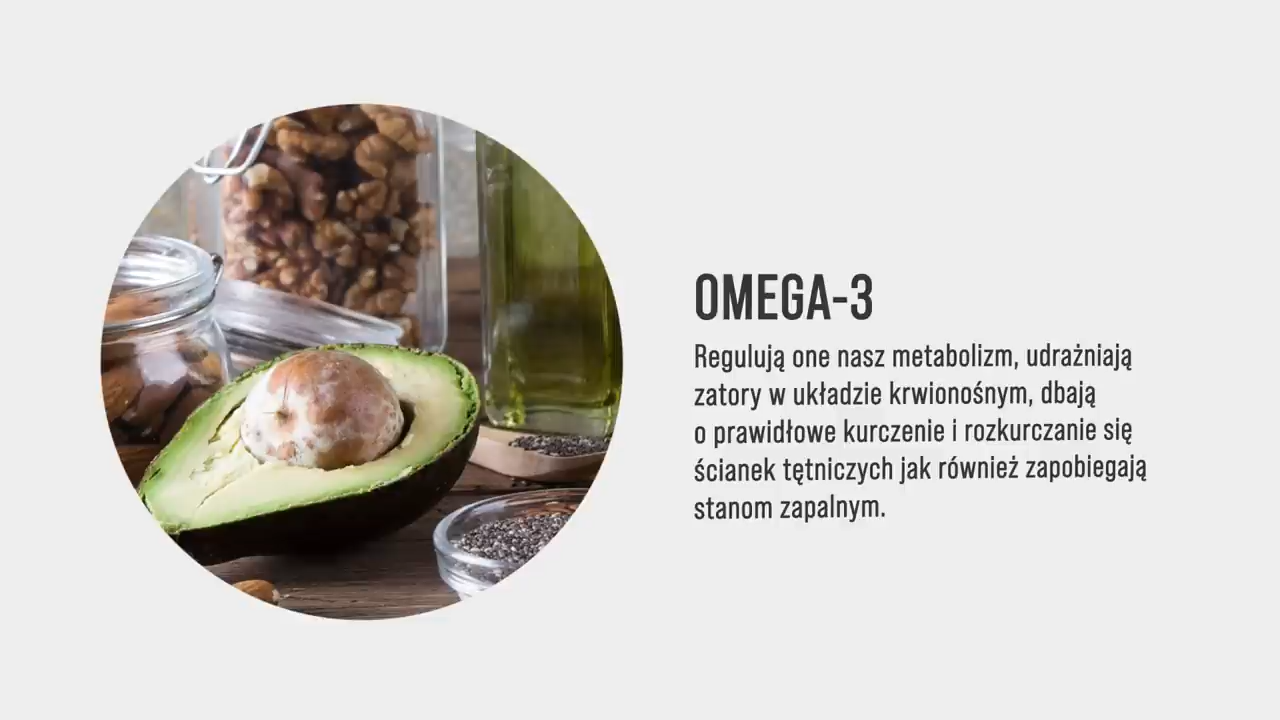 OMEGA-3
Regulują one nasz metabolizm, udrażniają
zatory w układzie krwionośnym, dbają
o prawidłowe kurczenie i rozkurczanie się
ścianek tętniczych jak również zapobiegają
stanom zapalnym.